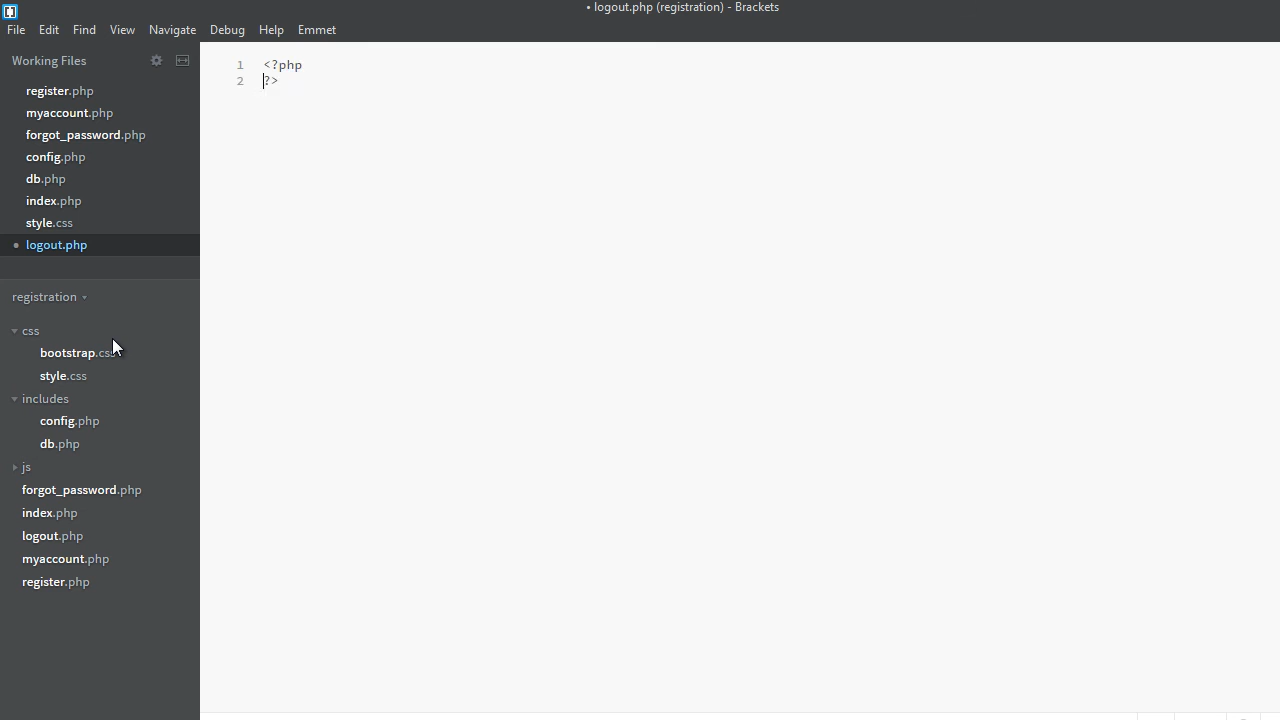 • logout.php (registration) - Brackets
File Edit Find View Navigate Debug Help Emmet
Working Files
register.php
myaccount.php
forgot_password.php
config.php
db.php
index.php
style.css
• logout.php
registration
css
bootstrap.css
style.css
includes
config.php
db.php
js
forgot_password.php
index.php
logout.php
myaccount.php
register.php
1 <?php
2 ?>